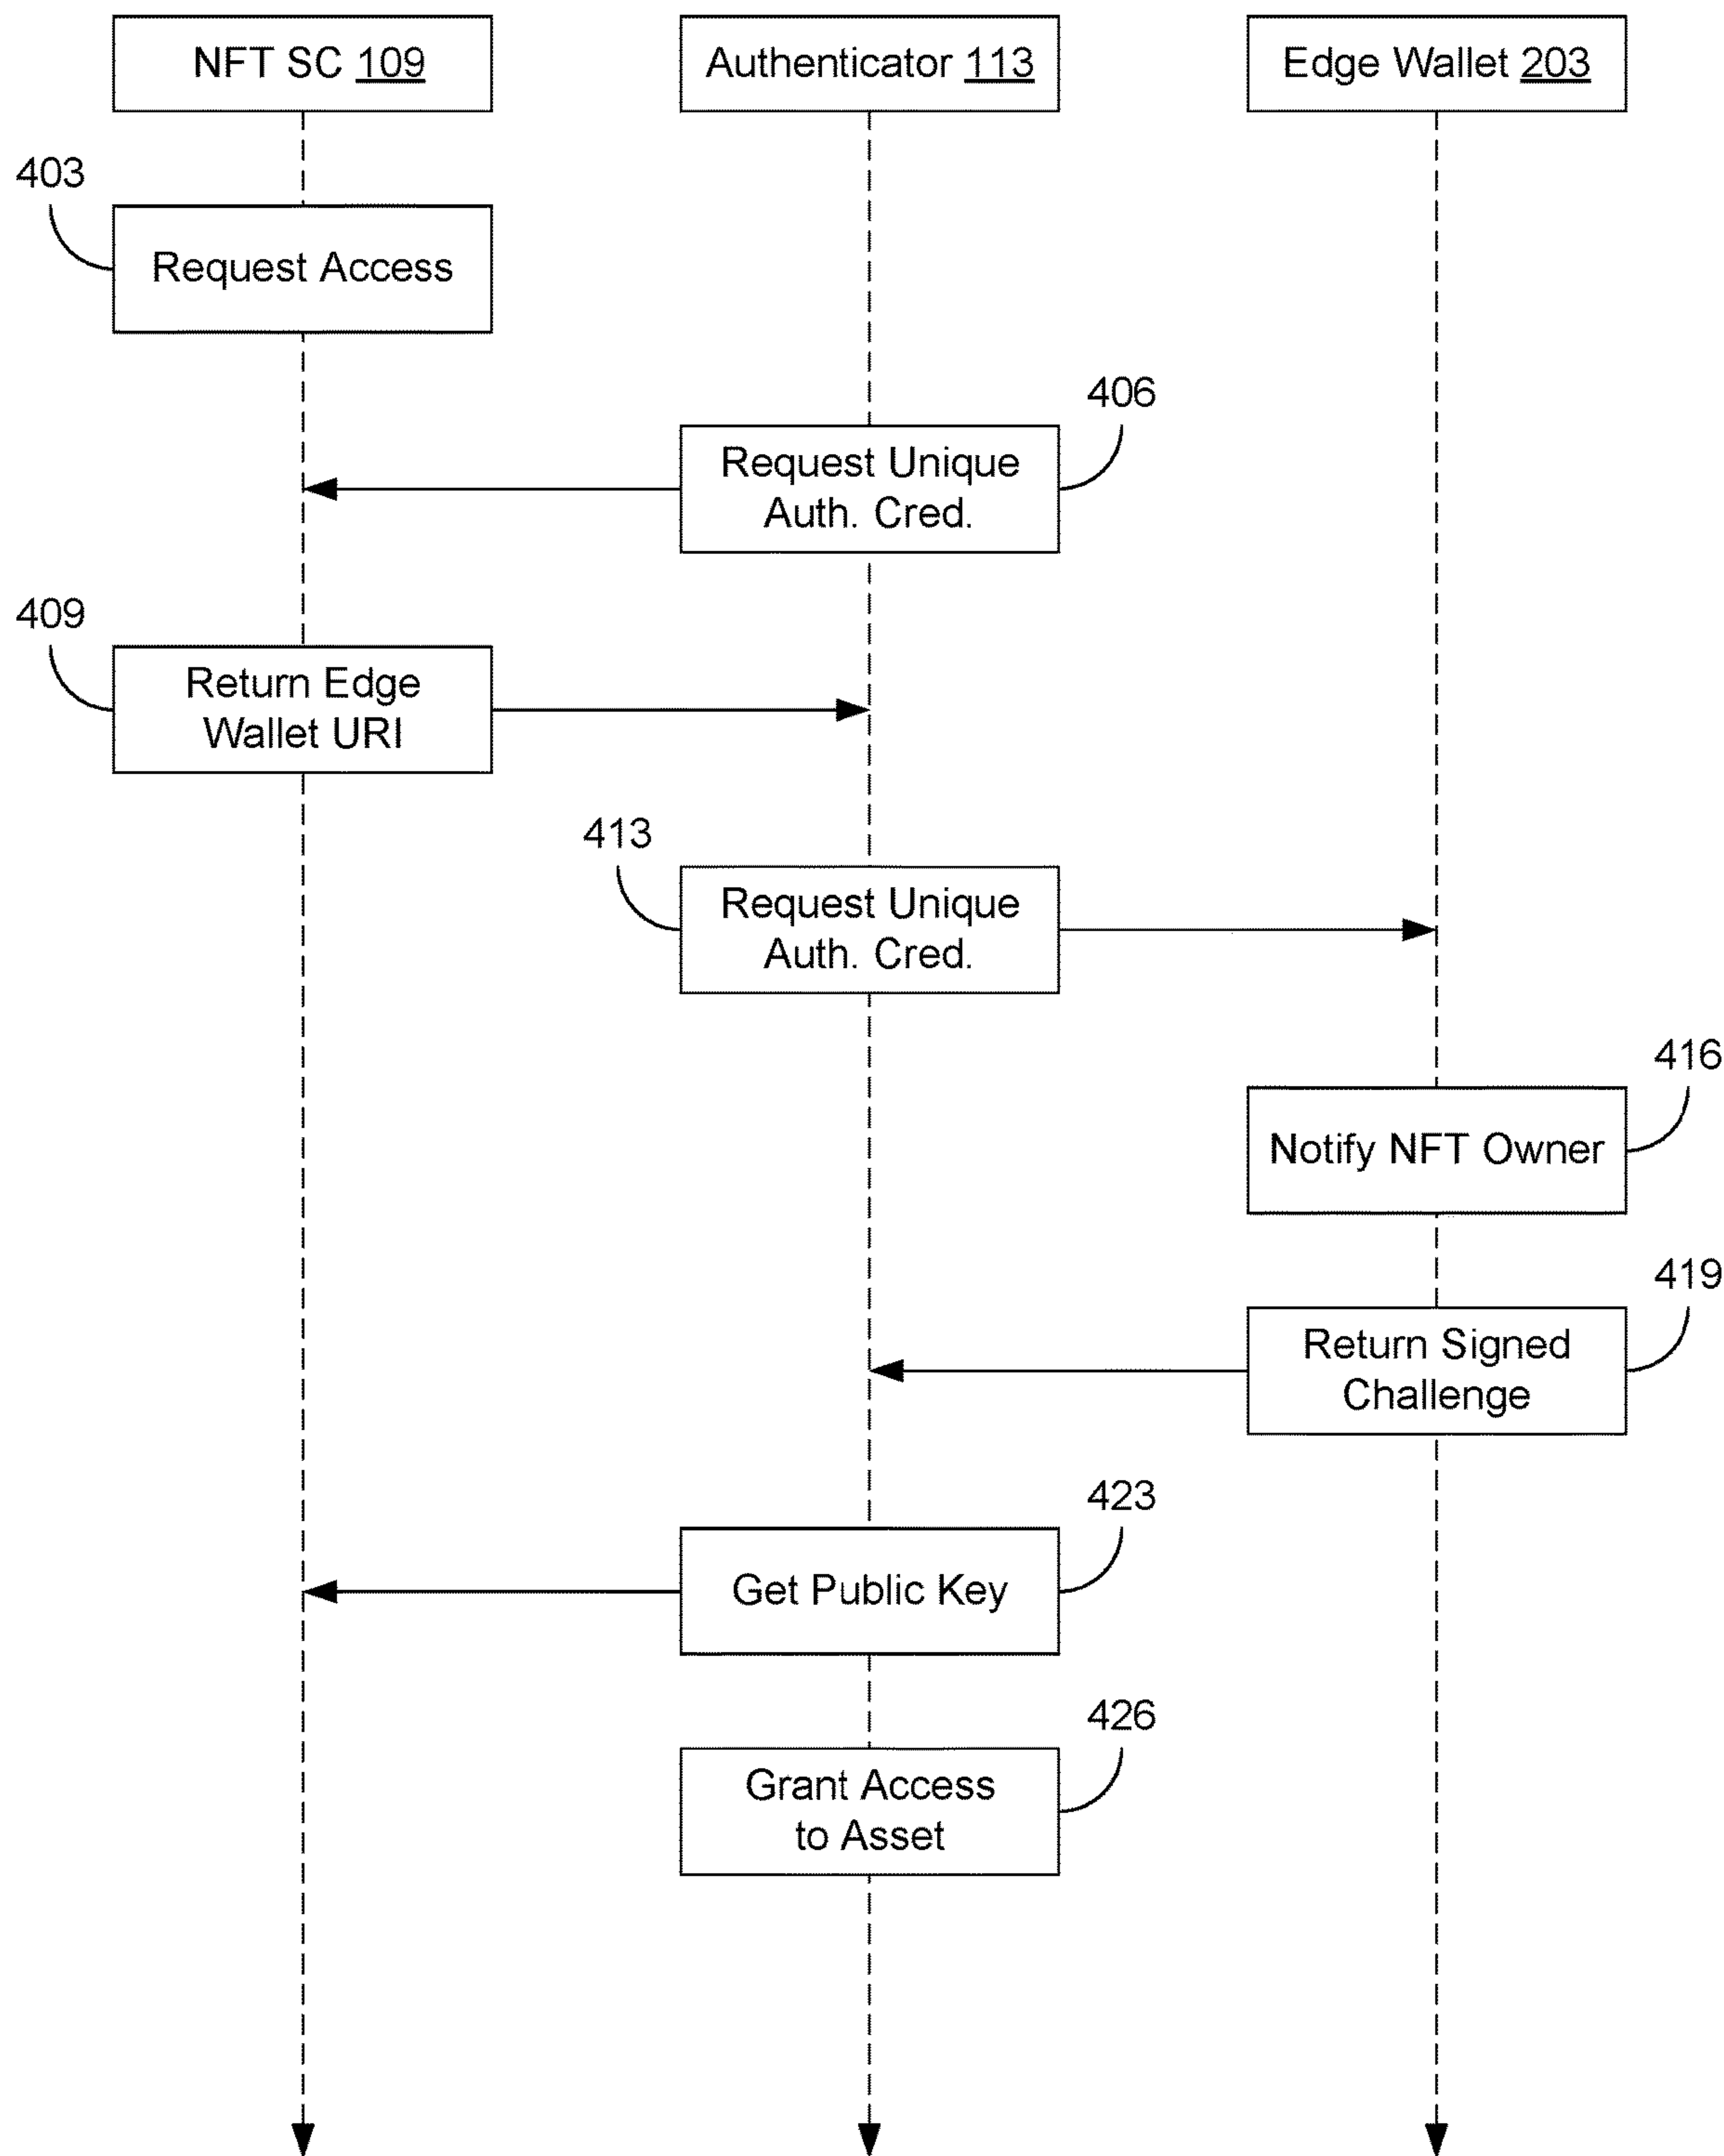 NFT SC 109
Authenticator 113
Edge Wallet 203
403
Request Access
406
Request Unique
Auth. Cred.
409
Return Edge
Wallet URI
413
Request Unique
Auth. Cred.
416
Notify NFT Owner
419
Return Signed
Challenge
423
Get Public Key
426
Grant Access
to Asset